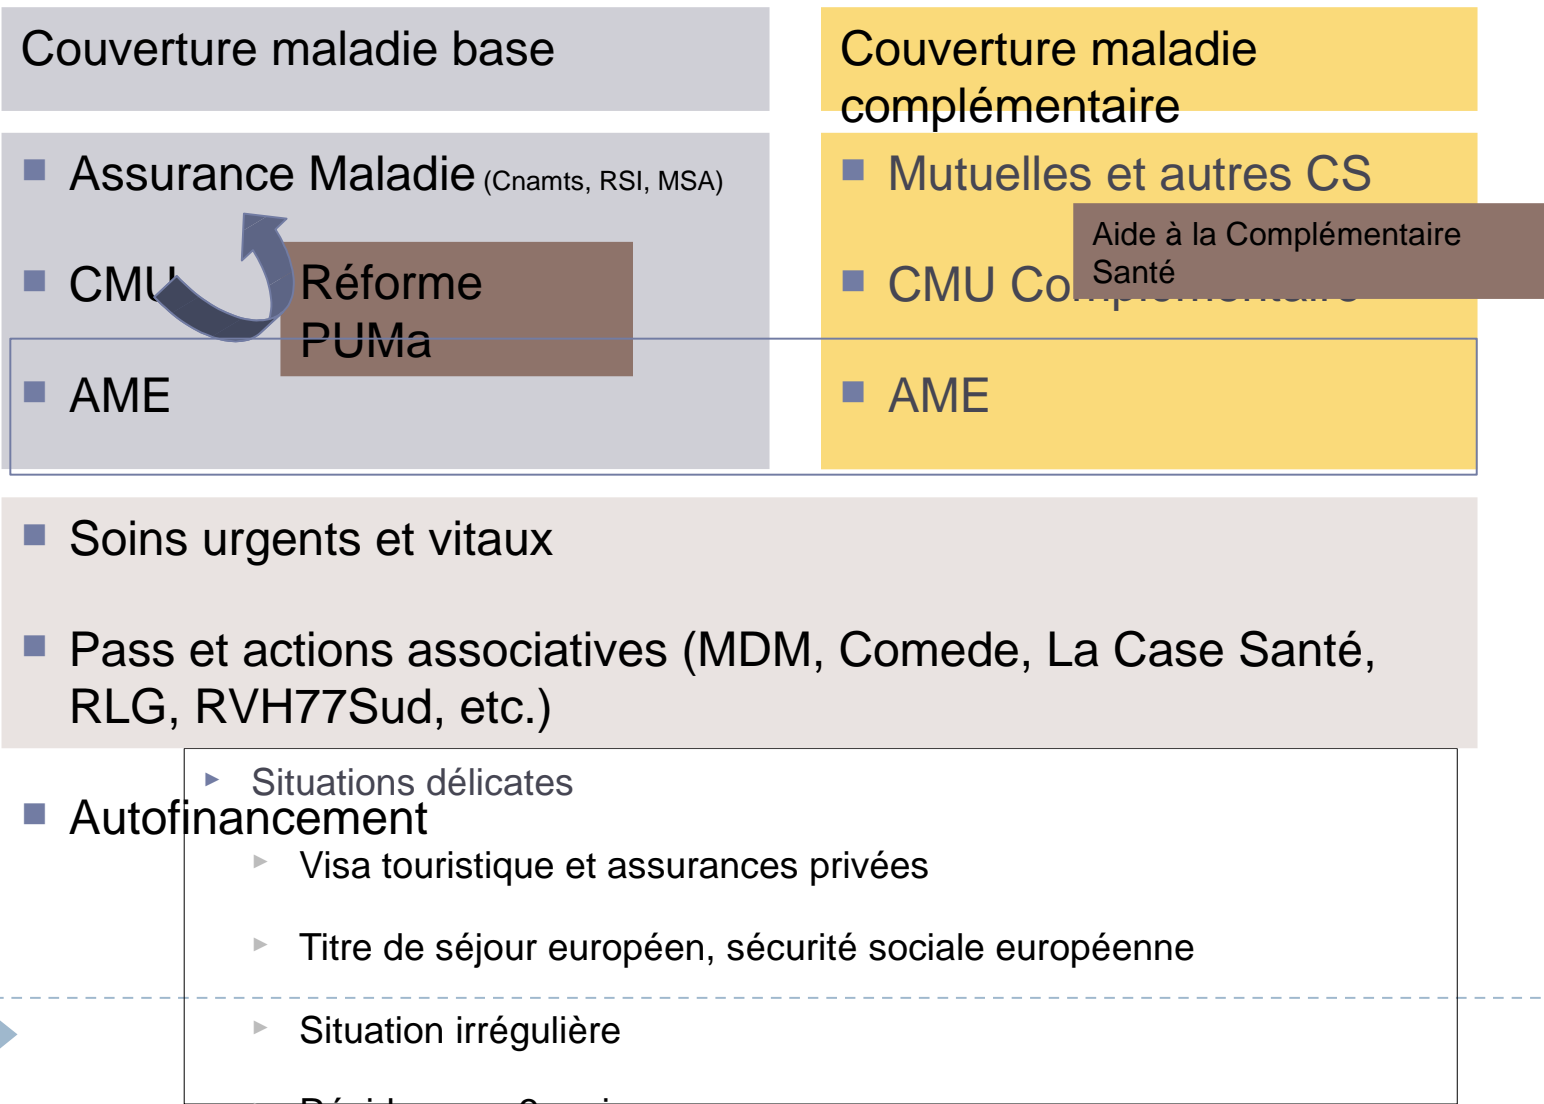 Couverture maladie base
Assurance Maladie (Cnamts, RSI, MSA)
CMU
Réforme
PUMa
AME
Couverture maladie
complémentaire
Mutuelles et autres CS
Aide à la Complémentaire
Santé
CMU Complémentaire
AME
Soins urgents et vitaux
Pass et actions associatives (MDM, Comede, La Case Santé,
RLG, RVH77Sud, etc.)
Situations délicates
Autofinancement
Visa touristique et assurances privées
Titre de séjour européen, sécurité sociale européenne
Situation irrégulière